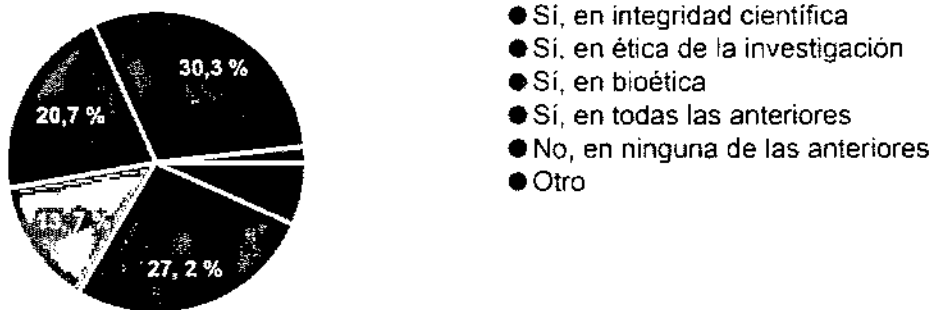 30,3 %
20,7 %
27, 2 %
Sí, en integridad científica
Sí, en ética de la investigación
Sí, en bioética
Sí, en todas las anteriores
No, en ninguna de las anteriores
Otro